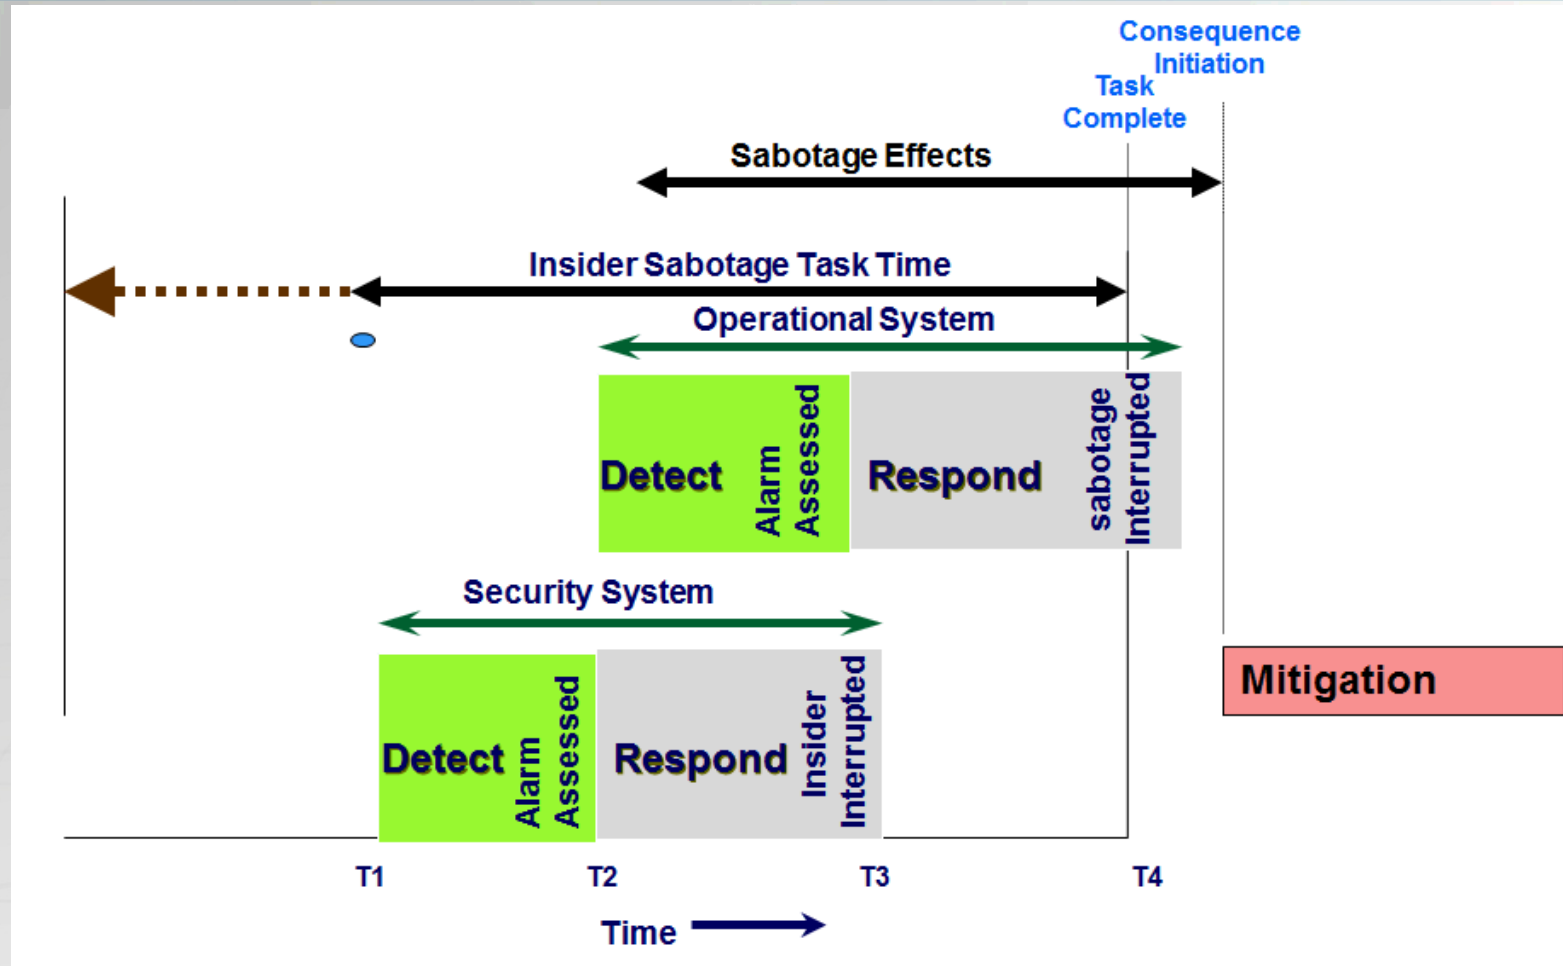 Consequence
Initiation
Task
Complete
Sabotage Effects
Insider Sabotage Task Time
Operational System
Detect
Alarm
Assessed
Respond
sabotage
Interrupted
Security System
Detect
Alarm
Assessed
Respond
Insider
Interrupted
Mitigation
T1 T2 T3 T4
Time